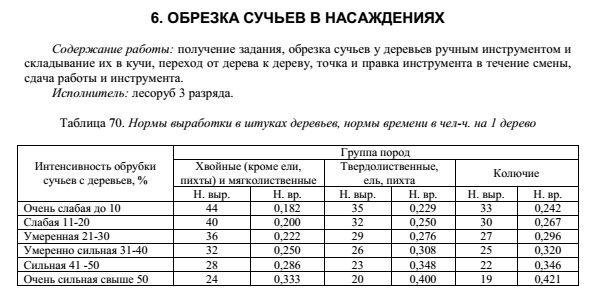 6. ОБРЕЗКА СУЧЬЕВ В НАСАЖДЕНИЯХ
Содержание работы: получение задания, обрезка сучьев у деревьев ручным инструментом и
складывание их в кучи, переход от дерева к дереву, точка и правка инструмента в течение смены,
сдача работы и инструмента.
Исполнитель: лесоруб 3 разряда.
Таблица 70. Нормы выработки в штуках деревьев, нормы времени в чел-ч. на 1 дерево
Интенсивность обрубки
сучьев с деревьев, %
Группа пород
Хвойные (кроме ели,
пихты) и мягколиственные
Твердолиственные,
ель, пихта
Колючие
Н. выр. Н. вр. Н. выр. Н. вр. Н. выр. Н. вр.
Очень слабая до 10 44 0,182 35 0,229 33 0,242
Слабая 11-20 40 0,200 32 0,250 30 0,267
Умеренная 21-30 36 0,222 29 0,276 27 0,296
Умеренно сильная 31-40 32 0,250 26 0,308 25 0,320
Сильная 41 -50 28 0,286 23 0,348 22 0,346
Очень сильная свыше 50 24 0,333 20 0,400 19 0,421